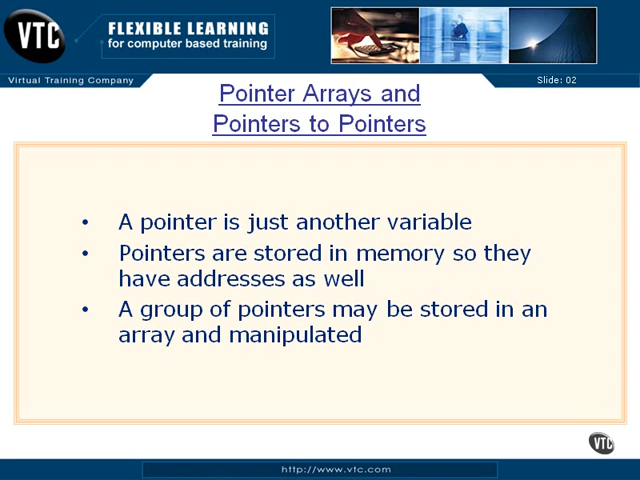 VTC
FLEXIBLE LEARNING
for computer based training
Virtual Training Company
Slide: 02
Pointer Arrays and
Pointers to Pointers
• A pointer is just another variable
• Pointers are stored in memory so they
have addresses as well
• A group of pointers may be stored in an
array and manipulated
VTC
http://www.vtc.com